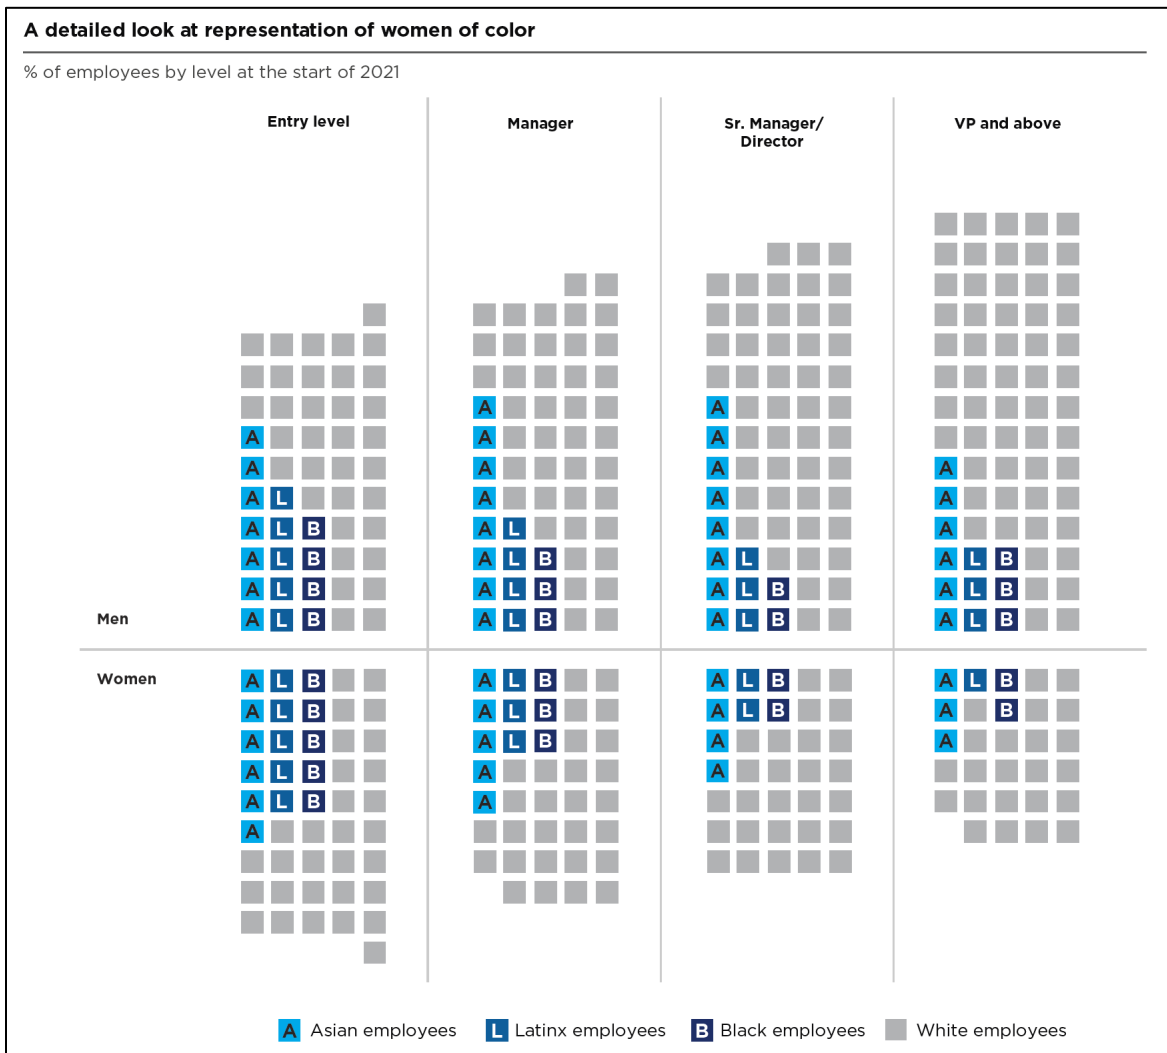 A detailed look at representation of women of color
% of employees by level at the start of 2021
Entry level
Manager
Sr. Manager/
Director
VP and above
A A A
A A A
A L A A A
A L B A L A A
A L B A L B A L A L B
A L B A L B A L B A L B
Men A L B A L B A L B A L B
Women A L B A L B A L B A L B
A L B A L B A L B A B
A L B A L B A A
A L B A A
A L B A
A
A Asian employees L Latinx employees B Black employees White employees